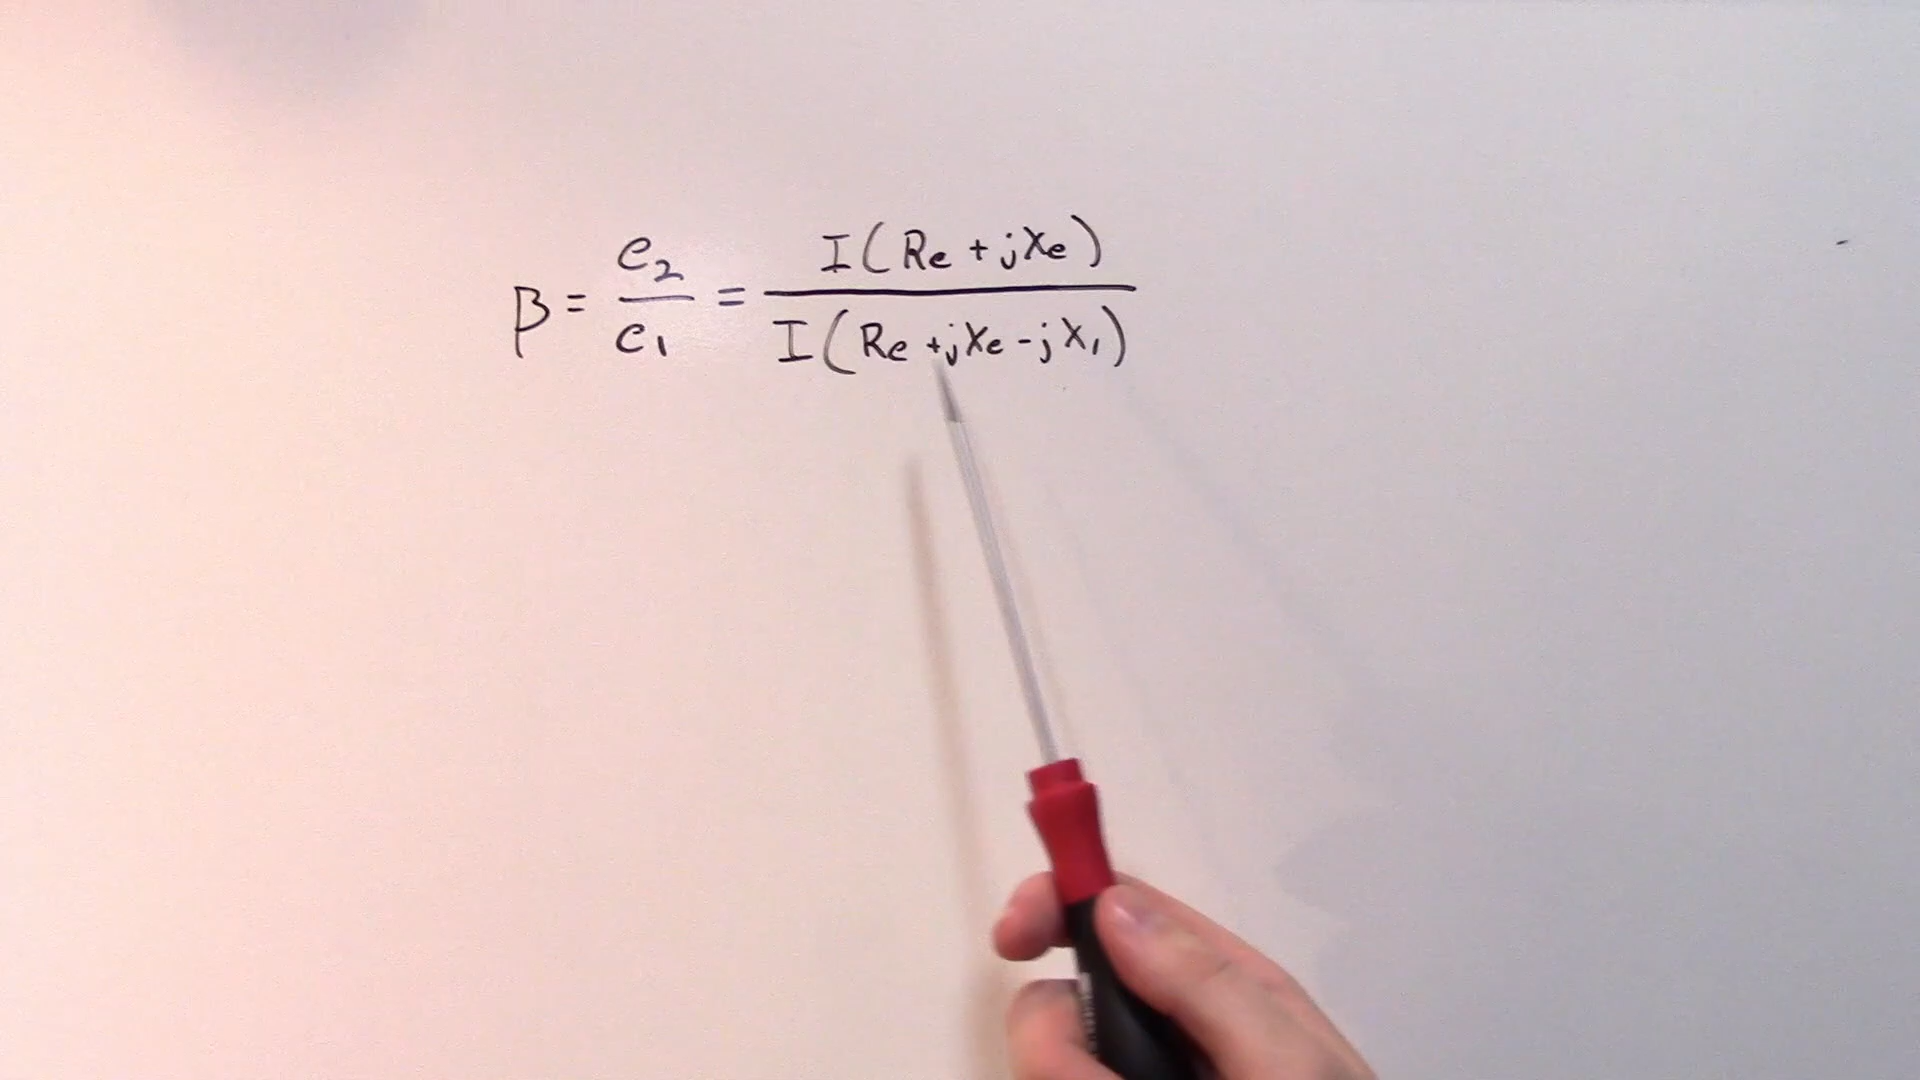 β = e₂/e₁ = I(Re + jXe)/I(Re + jXe - jX₁)